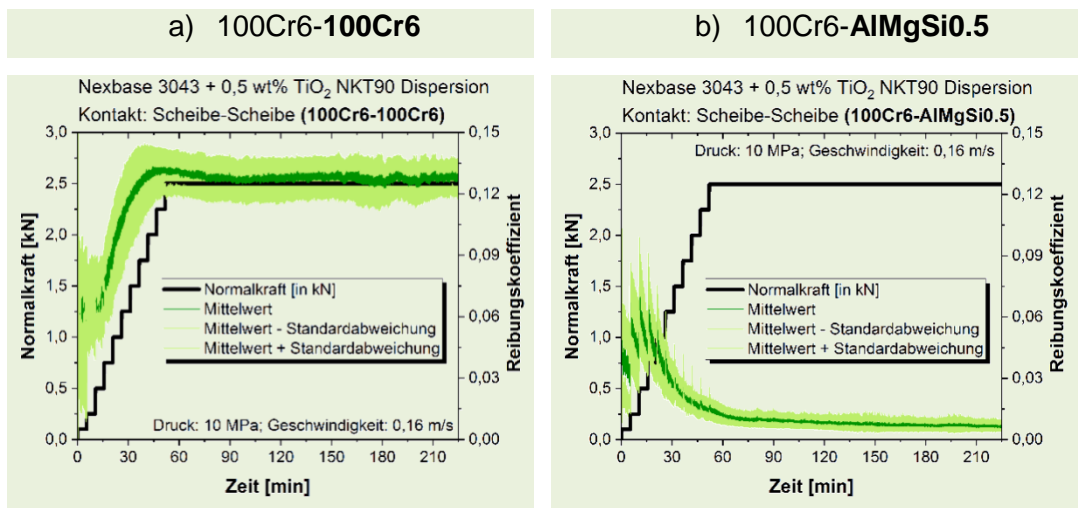 a) 100Cr6-100Cr6
Nexbase 3043 + 0,5 wt% TiO₂ NKT90 Dispersion
Kontakt: Scheibe-Scheibe (100Cr6-100Cr6)
3,0
2,5
2,0
1,5
1,0
0,5
0,0
Normalkraft [kN]
Normalkraft [in kN]
Mittelwert
Mittelwert - Standardabweichung
Mittelwert + Standardabweichung
Druck: 10 MPa; Geschwindigkeit: 0,16 m/s
0,15
0,12
0,09
0,06
0,03
0,00
Reibungskoeffizient
0 30 60 90 120 150 180 210
Zeit [min]
b) 100Cr6-AlMgSi0.5
Nexbase 3043 + 0,5 wt% TiO₂ NKT90 Dispersion
Kontakt: Scheibe-Scheibe (100Cr6-AlMgSi0.5)
3,0
2,5
2,0
1,5
1,0
0,5
0,0
Normalkraft [kN]
Druck: 10 MPa; Geschwindigkeit: 0,16 m/s
Normalkraft [in kN]
Mittelwert
Mittelwert - Standardabweichung
Mittelwert + Standardabweichung
0,15
0,12
0,09
0,06
0,03
0,00
Reibungskoeffizient
0 30 60 90 120 150 180 210
Zeit [min]